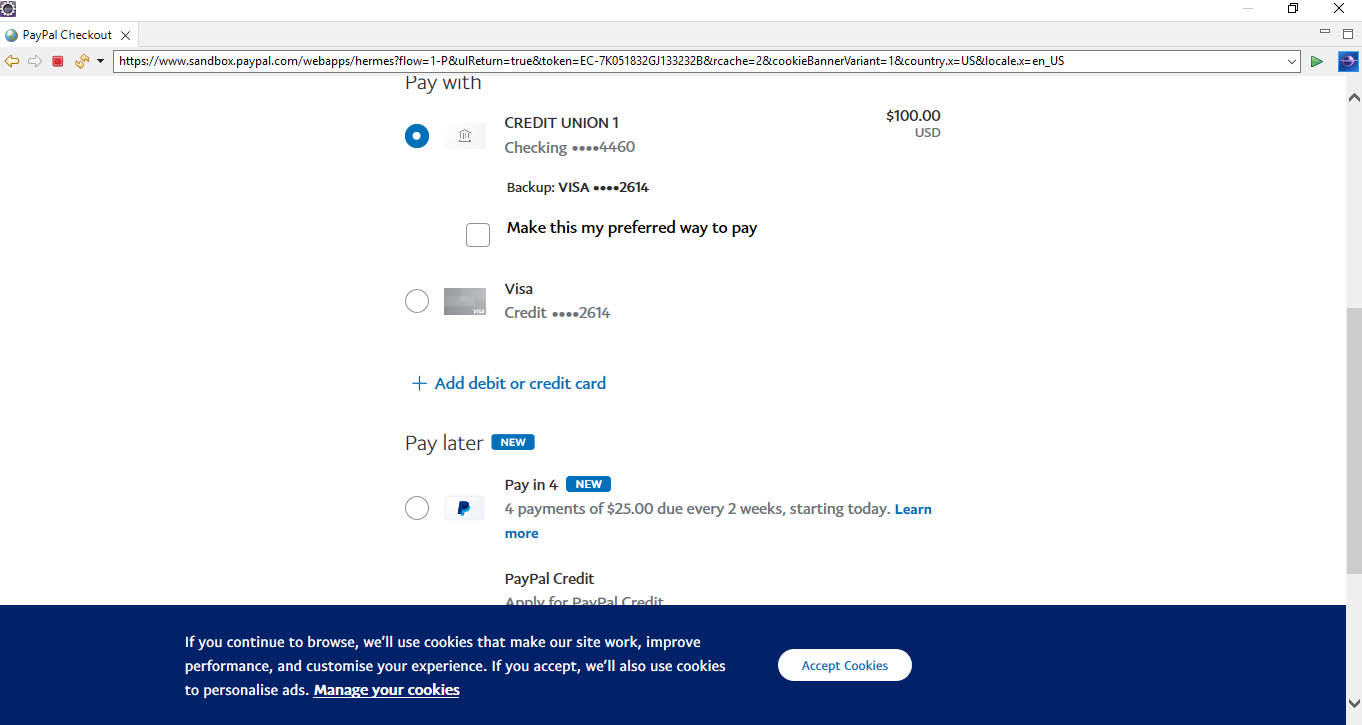 PayPal Checkout
https://www.sandbox.paypal.com/webapps/hermes?flow=1-P&ulReturn=true&token=EC-7K051832GJ133232B&rcache=2&cookieBannerVariant=1&country.x=US&locale.x=en_US
Pay with
CREDIT UNION 1
$100.00
Checking ••••4460
USD
Backup: VISA ••••2614
Make this my preferred way to pay
Visa
VISA
Credit ••••2614
+ Add debit or credit card
Pay later NEW
Pay in 4 NEW
4 payments of $25.00 due every 2 weeks, starting today. Learn
more
PayPal Credit
Apply for PayPal Credit
If you continue to browse, we’ll use cookies that make our site work, improve
performance, and customise your experience. If you accept, we’ll also use cookies
to personalise ads. Manage your cookies
Accept Cookies